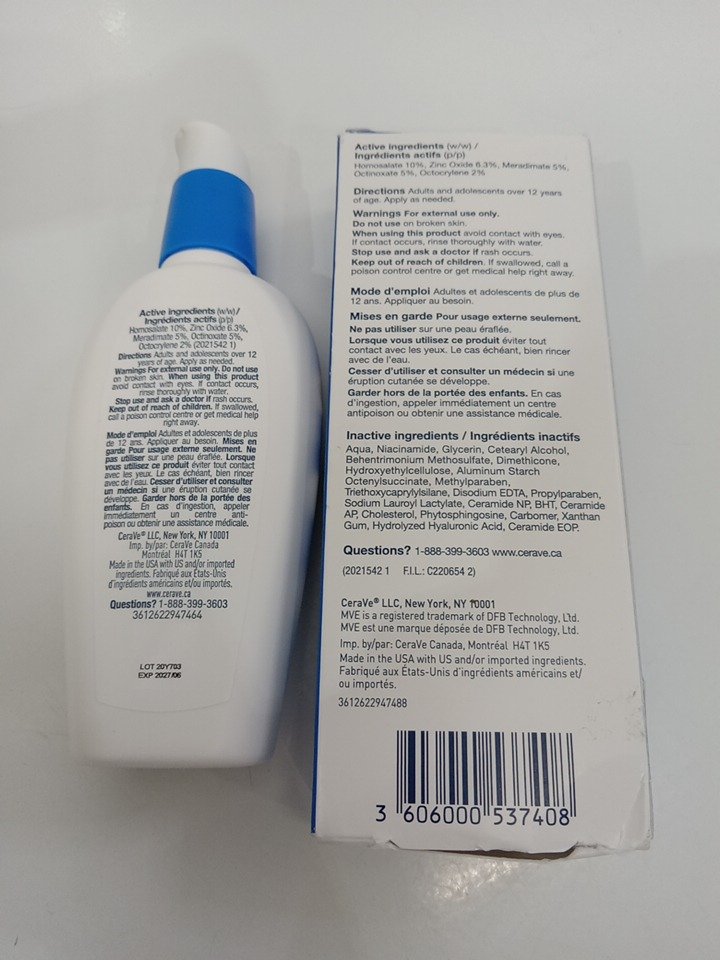 Active ingredients (w/w)/
Ingrédients actifs (p/p)
Homosalate 10%, Zinc Oxide 6.3%,
Meradimate 5%, Octinoxate 5%,
Octocrylene 2% (2021542 1)
Directions Adults and adolescents over 12
years of age. Apply as needed.
Warnings For external use only. Do not use
on broken skin. When using this product
avoid contact with eyes. If contact occurs,
rinse thoroughly with water.
Stop use and ask a doctor if rash occurs.
Keep out of reach of children. If swallowed,
call a poison control centre or get medical help
right away.
Mode d'emploi Adultes et adolescents de plus
de 12 ans. Appliquer au besoin. Mises en
garde Pour usage externe seulement. Ne
pas utiliser sur une peau éraflée. Lorsque
vous utilisez ce produit éviter tout contact
avec les yeux. Le cas échéant, bien rincer
avec de l'eau. Cesser d'utiliser et consulter
un médecin si une éruption cutanée se
développe. Garder hors de la portée des
enfants. En cas d'ingestion, appeler
immédiatement un centre anti-
poison ou obtenir une assistance médicale.
CeraVe® LLC, New York, NY 10001
Imp. by/par: CeraVe Canada
Montréal H4T 1K5
Made in the USA with US and/or imported
ingredients. Fabriqué aux États-Unis
d'ingrédients américains et/ou importés.
www.cerave.ca
Questions? 1-888-399-3603
3612622947464
LOT 20Y703
EXP 2027/06
Active ingredients (w/w) /
Ingrédients actifs (p/p)
Homosalate 10%, Zinc Oxide 6.3%, Meradimate 5%,
Octinoxate 5%, Octocrylene 2%
Directions Adults and adolescents over 12 years
of age. Apply as needed.
Warnings For external use only.
Do not use on broken skin.
When using this product avoid contact with eyes.
If contact occurs, rinse thoroughly with water.
Stop use and ask a doctor if rash occurs.
Keep out of reach of children. If swallowed, call a
poison control centre or get medical help right away.
Mode d'emploi Adultes et adolescents de plus de
12 ans. Appliquer au besoin.
Mises en garde Pour usage externe seulement.
Ne pas utiliser sur une peau éraflée.
Lorsque vous utilisez ce produit éviter tout
contact avec les yeux. Le cas échéant, bien rincer
avec de l'eau.
Cesser d'utiliser et consulter un médecin si une
éruption cutanée se développe.
Garder hors de la portée des enfants. En cas
d'ingestion, appeler immédiatement un centre
antipoison ou obtenir une assistance médicale.
Inactive ingredients / Ingrédients inactifs
Aqua, Niacinamide, Glycerin, Cetearyl Alcohol,
Behentrimonium Methosulfate, Dimethicone,
Hydroxyethylcellulose, Aluminum Starch
Octenylsuccinate, Methylparaben,
Triethoxycaprylylsilane, Disodium EDTA, Propylparaben,
Sodium Lauroyl Lactylate, Ceramide NP, BHT, Ceramide
AP, Cholesterol, Phytosphingosine, Carbomer, Xanthan
Gum, Hydrolyzed Hyaluronic Acid, Ceramide EOP.
Questions? 1-888-399-3603 www.cerave.ca
(2021542 1 F.I.L.: C220654 2)
CeraVe® LLC, New York, NY 10001
MVE is a registered trademark of DFB Technology, Ltd.
MVE est une marque déposée de DFB Technology, Ltd.
Imp. by/par: CeraVe Canada, Montréal H4T 1K5
Made in the USA with US and/or imported ingredients.
Fabriqué aux États-Unis d'ingrédients américains et/
ou importés.
3612622947488
3 606000 537408